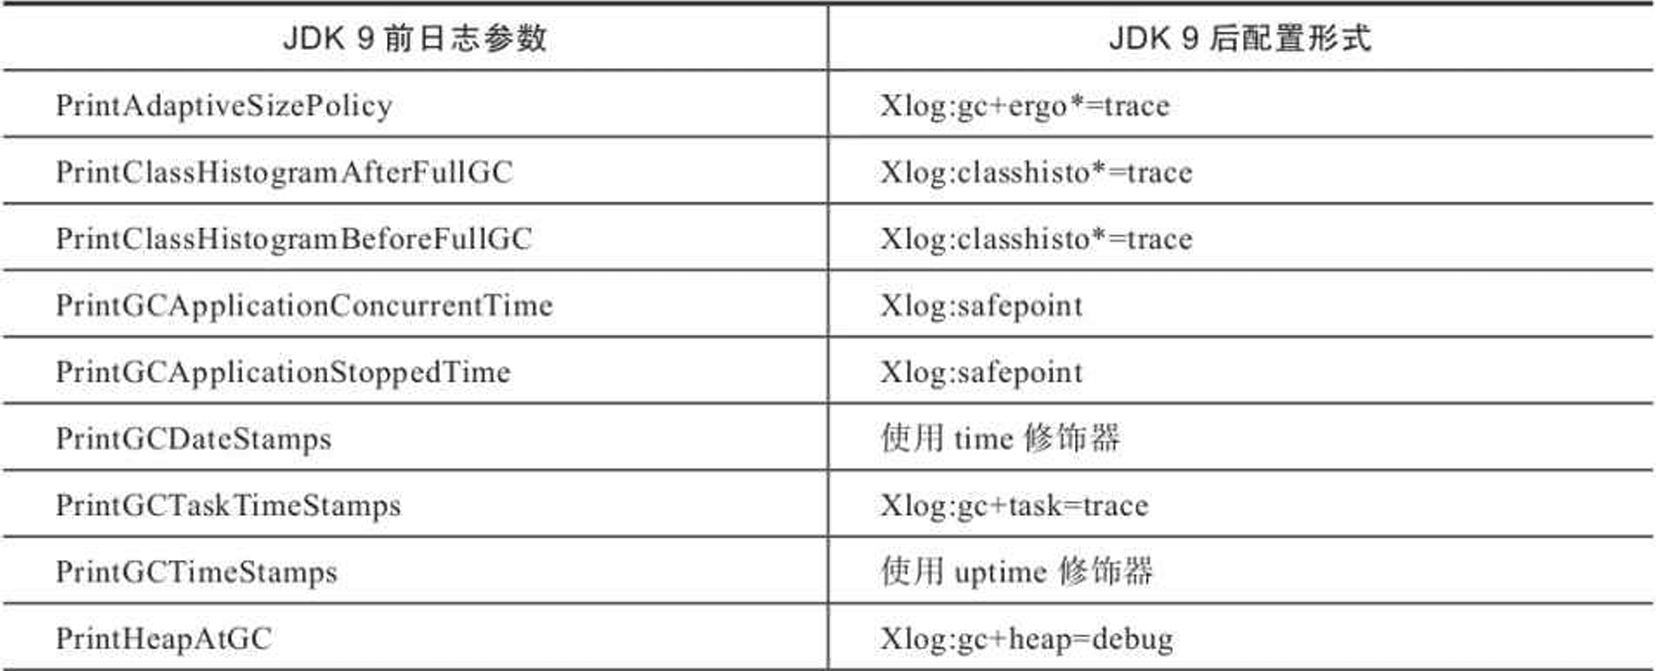 JDK 9 前日志参数 JDK 9 后配置形式
PrintAdaptiveSizePolicy Xlog:gc+ergo*=trace
PrintClassHistogramAfterFullGC Xlog:classhisto*=trace
PrintClassHistogramBeforeFullGC Xlog:classhisto*=trace
PrintGCApplicationConcurrentTime Xlog:safepoint
PrintGCApplicationStoppedTime Xlog:safepoint
PrintGCDateStamps 使用 time 修饰器
PrintGCTaskTimeStamps Xlog:gc+task=trace
PrintGCTimeStamps 使用 uptime 修饰器
PrintHeapAtGC Xlog:gc+heap=debug